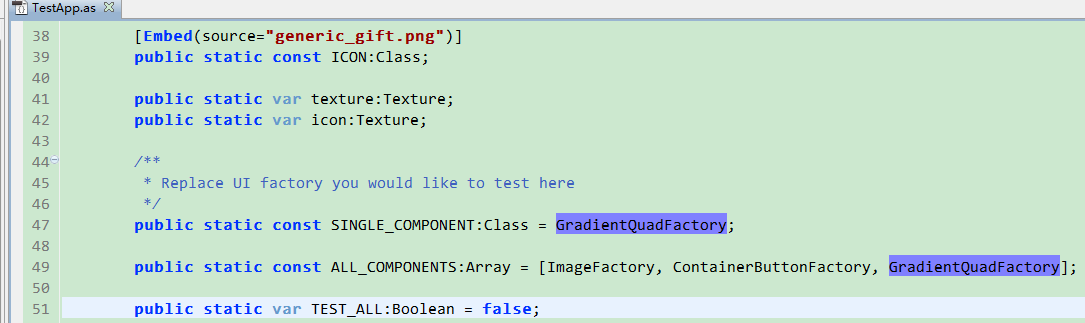 TestApp.as
38 [Embed(source="generic_gift.png")]
39 public static const ICON:Class;
40
41 public static var texture:Texture;
42 public static var icon:Texture;
43
44 /**
45 * Replace UI factory you would like to test here
46 */
47 public static const SINGLE_COMPONENT:Class = GradientQuadFactory;
48
49 public static const ALL_COMPONENTS:Array = [ImageFactory, ContainerButtonFactory, GradientQuadFactory];
50
51 public static var TEST_ALL:Boolean = false;